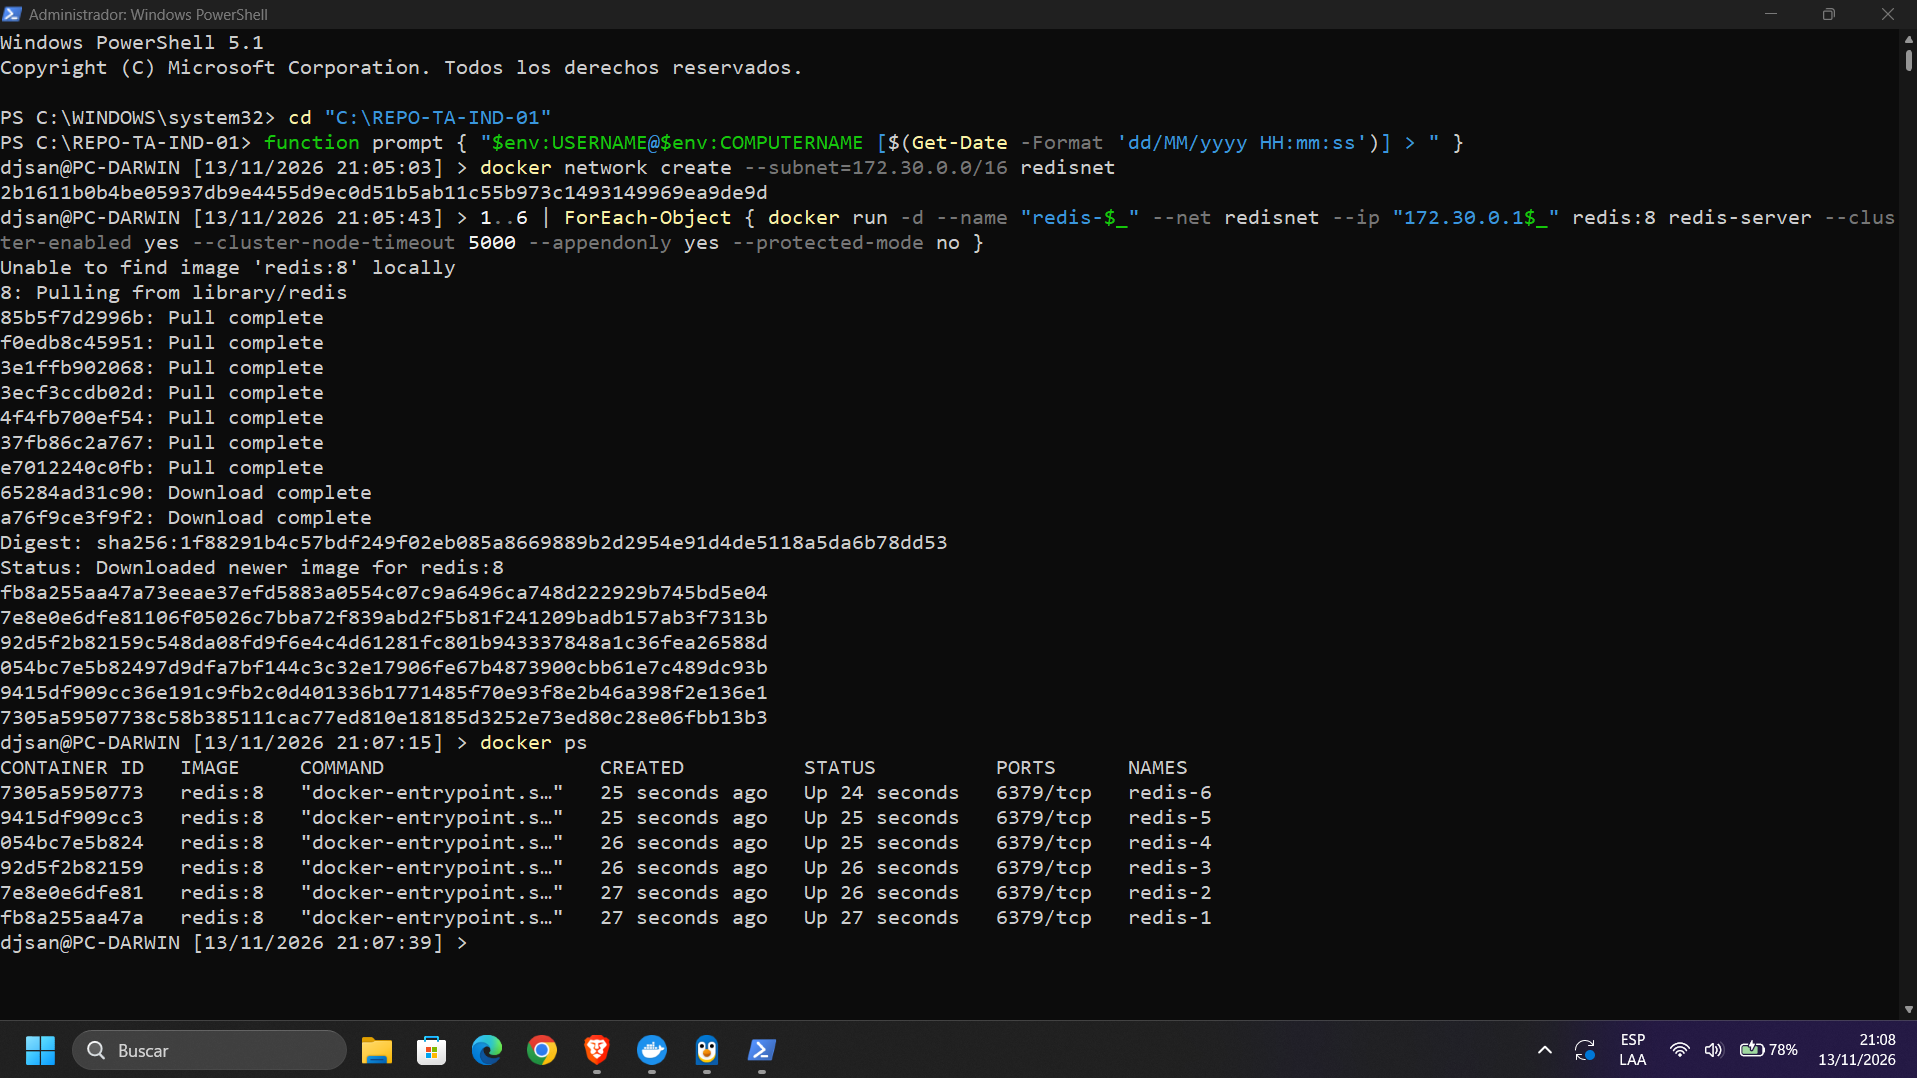 Administrador: Windows PowerShell
Windows PowerShell 5.1
Copyright (C) Microsoft Corporation. Todos los derechos reservados.
PS C:\WINDOWS\system32> cd "C:\REPO-TA-IND-01"
PS C:\REPO-TA-IND-01> function prompt { "$env:USERNAME@$env:COMPUTERNAME [$(Get-Date -Format 'dd/MM/yyyy HH:mm:ss')] > " }
djsan@PC-DARWIN [13/11/2026 21:05:03] > docker network create --subnet=172.30.0.0/16 redisnet
2b1611b0b4be05937db9e4455d9ec0d51b5ab11c55b973c1493149969ea9de9d
djsan@PC-DARWIN [13/11/2026 21:05:43] > 1..6 | ForEach-Object { docker run -d --name "redis-$_" --net redisnet --ip "172.30.0.1$_" redis:8 redis-server --clus
ter-enabled yes --cluster-node-timeout 5000 --appendonly yes --protected-mode no }
Unable to find image 'redis:8' locally
8: Pulling from library/redis
85b5f7d2996b: Pull complete
f0edb8c45951: Pull complete
3e1ffb902068: Pull complete
3ecf3ccdb02d: Pull complete
4f4fb700ef54: Pull complete
37fb86c2a767: Pull complete
e7012240c0fb: Pull complete
65284ad31c90: Download complete
a76f9ce3f9f2: Download complete
Digest: sha256:1f88291b4c57bdf249f02eb085a8669889b2d2954e91d4de5118a5da6b78dd53
Status: Downloaded newer image for redis:8
fb8a255aa47a73eeae37efd5883a0554c07c9a6496ca748d222929b745bd5e04
7e8e0e6dfe81106f05026c7bba72f839abd2f5b81f241209badb157ab3f7313b
92d5f2b82159c548da08fd9f6e4c4d61281fc801b943337848a1c36fea26588d
054bc7e5b82497d9dfa7bf144c3c32e17906fe67b4873900cbb61e7c489dc93b
9415df909cc36e191c9fb2c0d401336b1771485f70e93f8e2b46a398f2e136e1
7305a59507738c58b385111cac77ed810e18185d3252e73ed80c28e06fbb13b3
djsan@PC-DARWIN [13/11/2026 21:07:15] > docker ps
CONTAINER ID   IMAGE     COMMAND                  CREATED          STATUS          PORTS      NAMES
7305a5950773   redis:8   "docker-entrypoint.s…"   25 seconds ago   Up 24 seconds   6379/tcp   redis-6
9415df909cc3   redis:8   "docker-entrypoint.s…"   25 seconds ago   Up 25 seconds   6379/tcp   redis-5
054bc7e5b824   redis:8   "docker-entrypoint.s…"   26 seconds ago   Up 25 seconds   6379/tcp   redis-4
92d5f2b82159   redis:8   "docker-entrypoint.s…"   26 seconds ago   Up 26 seconds   6379/tcp   redis-3
7e8e0e6dfe81   redis:8   "docker-entrypoint.s…"   27 seconds ago   Up 26 seconds   6379/tcp   redis-2
fb8a255aa47a   redis:8   "docker-entrypoint.s…"   27 seconds ago   Up 27 seconds   6379/tcp   redis-1
djsan@PC-DARWIN [13/11/2026 21:07:39] >
Buscar
ESP
LAA
78%
21:08
13/11/2026